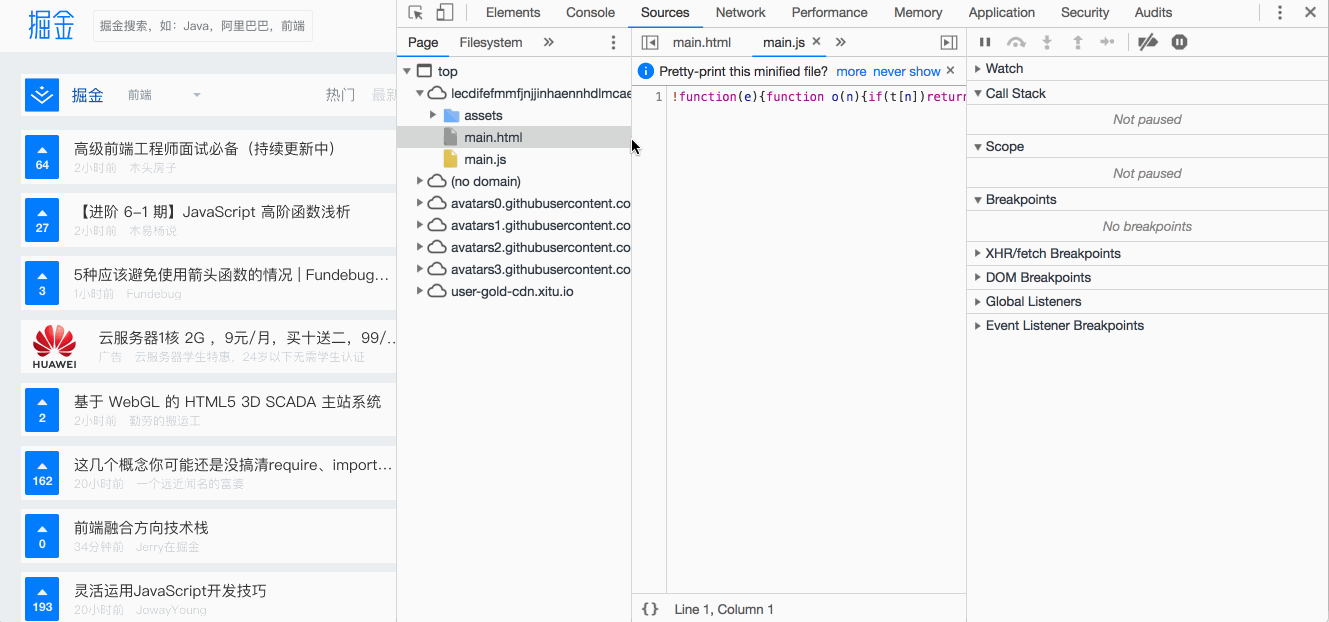 掘金
掘金搜索，如：Java，阿里巴巴，前端
掘金 前端 热门 最新
64
高级前端工程师面试必备（持续更新中）
2小时前 木头房子
27
【进阶 6-1 期】JavaScript 高阶函数浅析
2小时前 木易杨说
3
5种应该避免使用箭头函数的情况 | Fundebug...
1小时前 Fundebug
HUAWEI
云服务器1核 2G ，9元/月，买十送二，99/...
广告 云服务器学生特惠，24岁以下无需学生认证
2
基于 WebGL 的 HTML5 3D SCADA 主站系统
2小时前 勤劳的搬运工
162
这几个概念你可能还是没搞清require、import...
20小时前 一个远近闻名的富婆
0
前端融合方向技术栈
34分钟前 Jerry在掘金
193
灵活运用JavaScript开发技巧
20小时前 JowayYoung
Elements Console Sources Network Performance Memory Application Security Audits
Page Filesystem »
top
lecdifefmmfjnjjinhaennhdlmcae
assets
main.html
main.js
(no domain)
avatars0.githubusercontent.co
avatars1.githubusercontent.co
avatars2.githubusercontent.co
avatars3.githubusercontent.co
user-gold-cdn.xitu.io
main.html main.js × »
Pretty-print this minified file? more never show ×
1 !function(e){function o(n){if(t[n])return
{} Line 1, Column 1
Watch
Call Stack
Not paused
Scope
Not paused
Breakpoints
No breakpoints
XHR/fetch Breakpoints
DOM Breakpoints
Global Listeners
Event Listener Breakpoints